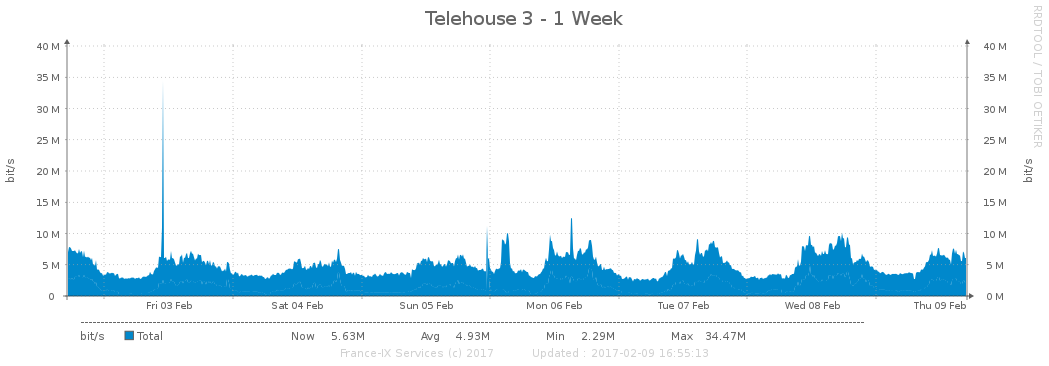 Telehouse 3 - 1 Week
RRDTOOL / TOBI OETIKER
bit/s
bit/s
40 M 40 M
35 M 35 M
30 M 30 M
25 M 25 M
20 M 20 M
15 M 15 M
10 M 10 M
5 M 5 M
0 0 M
Fri 03 Feb Sat 04 Feb Sun 05 Feb Mon 06 Feb Tue 07 Feb Wed 08 Feb Thu 09 Feb
bit/s Total Now 5.63M Avg 4.93M Min 2.29M Max 34.47M
France-IX Services (c) 2017 Updated : 2017-02-09 16:55:13